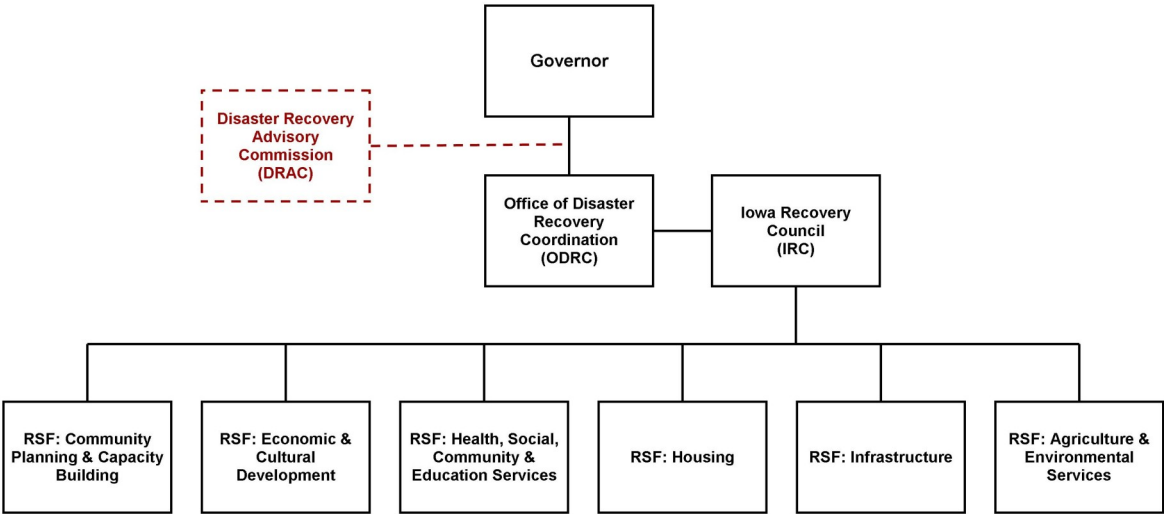 Governor
Disaster Recovery
Advisory
Commission
(DRAC)
Office of Disaster
Recovery
Coordination
(ODRC)
Iowa Recovery
Council
(IRC)
RSF: Community
Planning & Capacity
Building
RSF: Economic &
Cultural
Development
RSF: Health, Social,
Community &
Education Services
RSF: Housing
RSF: Infrastructure
RSF: Agriculture &
Environmental
Services